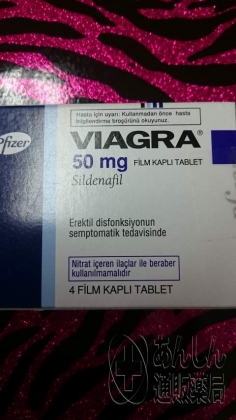 Hasta için uyarı: Kullanmadan önce hasta
bilgilendirme broşürünü okuyunuz.
Pfizer
VIAGRA®
50 mg FİLM KAPLI TABLET
Sildenafil
Erektil disfonksiyonun
semptomatik tedavisinde
Nitrat içeren ilaçlar ile beraber
kullanılmamalıdır
4 FİLM KAPLI TABLET
あんしん
通販薬局